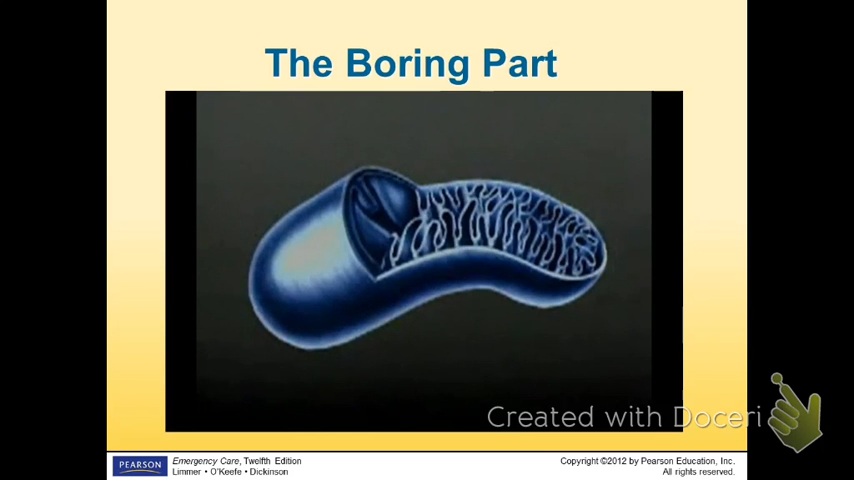 The Boring Part
Created with Doceri
PEARSON
Emergency Care, Twelfth Edition
Limmer • O'Keefe • Dickinson
Copyright ©2012 by Pearson Education, Inc.
All rights reserved.